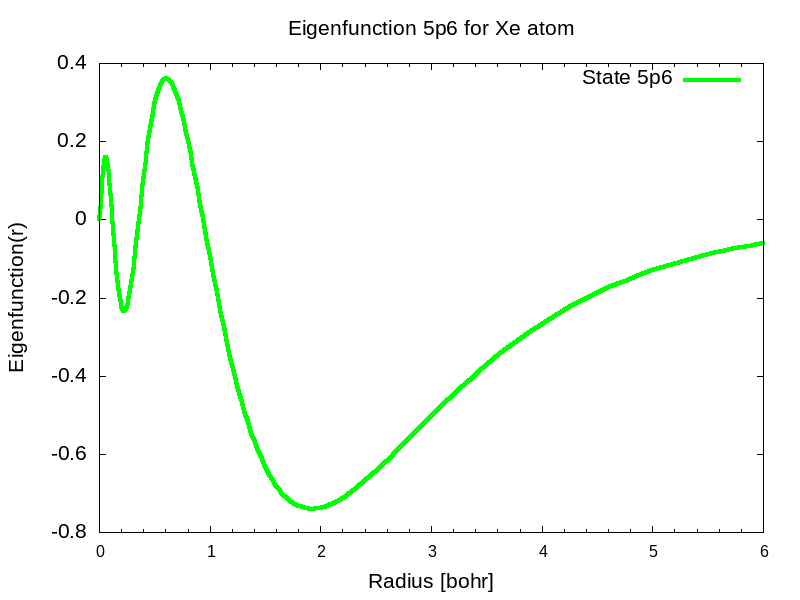 Eigenfunction 5p6 for Xe atom
State 5p6
0.4
0.2
0
-0.2
-0.4
-0.6
-0.8
Eigenfunction(r)
0 1 2 3 4 5 6
Radius [bohr]